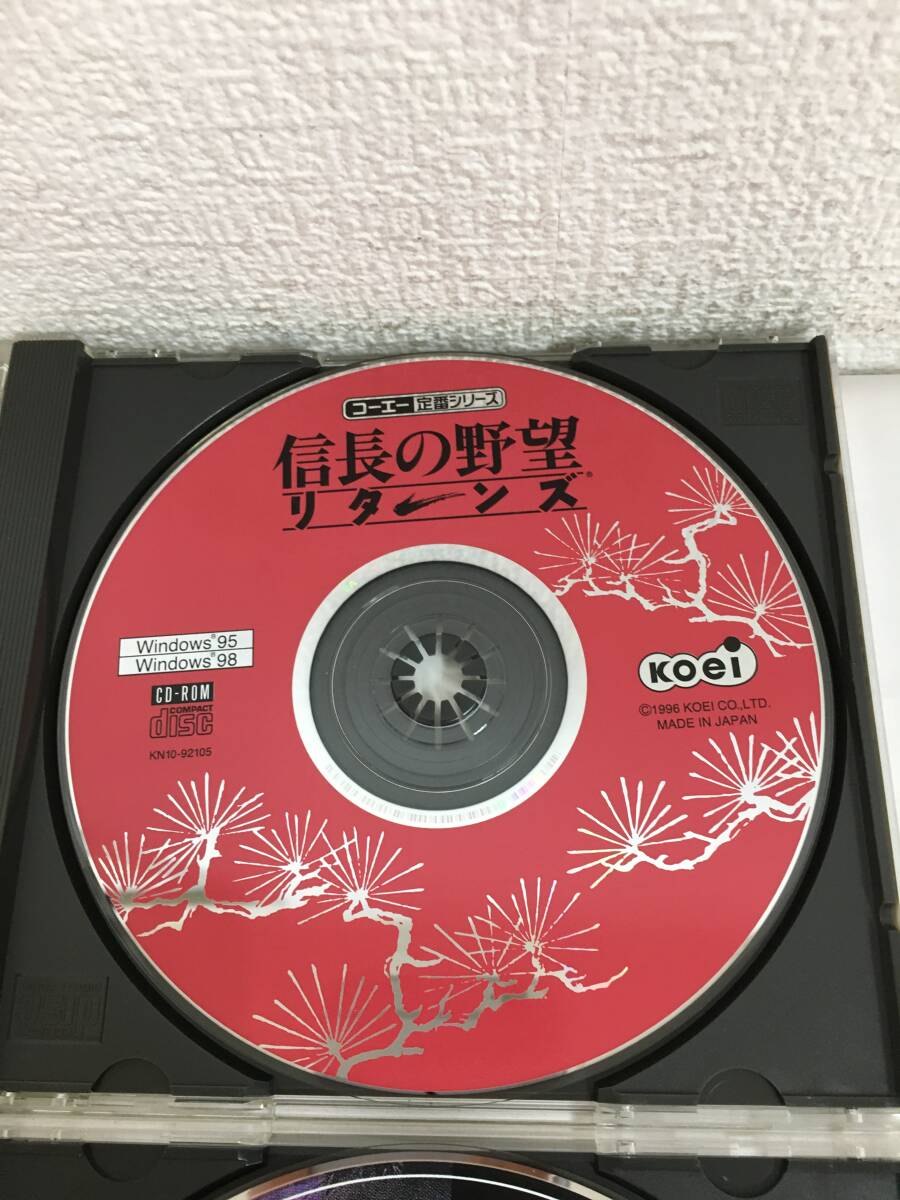 コーエー定番シリーズ
信長の野望
リターンズ®
Windows®95
Windows®98
CD-ROM
COMPACT
disc
KN10-92105
KOEI
©1996 KOEI CO.,LTD.
MADE IN JAPAN